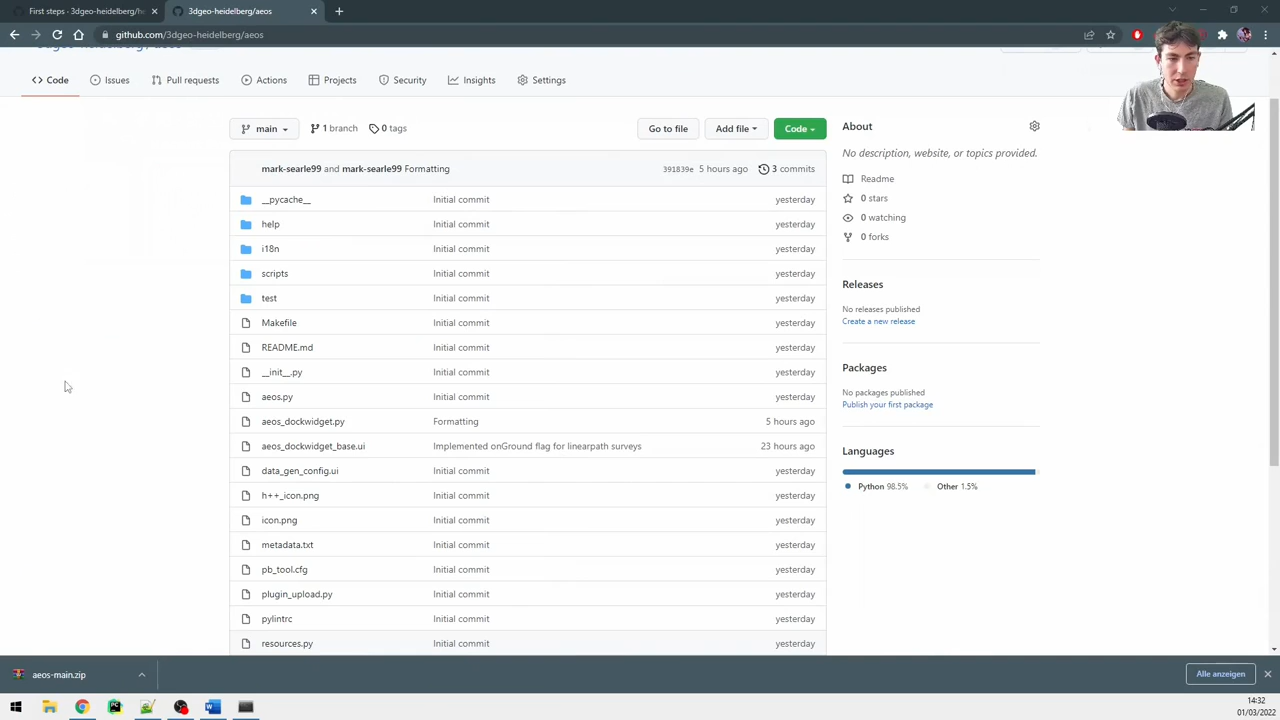 First steps · 3dgeo-heidelberg/he
3dgeo-heidelberg/aeos
github.com/3dgeo-heidelberg/aeos
Code
Issues
Pull requests
Actions
Projects
Security
Insights
Settings
main
1 branch
0 tags
Go to file
Add file
Code
mark-searle99 and mark-searle99 Formatting
391839e 5 hours ago
3 commits
__pycache__ Initial commit yesterday
help Initial commit yesterday
i18n Initial commit yesterday
scripts Initial commit yesterday
test Initial commit yesterday
Makefile Initial commit yesterday
README.md Initial commit yesterday
__init__.py Initial commit yesterday
aeos.py Initial commit yesterday
aeos_dockwidget.py Formatting 5 hours ago
aeos_dockwidget_base.ui Implemented onGround flag for linearpath surveys 23 hours ago
data_gen_config.ui Initial commit yesterday
h++_icon.png Initial commit yesterday
icon.png Initial commit yesterday
metadata.txt Initial commit yesterday
pb_tool.cfg Initial commit yesterday
plugin_upload.py Initial commit yesterday
pylintrc Initial commit yesterday
resources.py Initial commit yesterday
About
No description, website, or topics provided.
Readme
0 stars
0 watching
0 forks
Releases
No releases published
Create a new release
Packages
No packages published
Publish your first package
Languages
Python 98.5%
Other 1.5%
aeos-main.zip
Alle anzeigen
14:32
01/03/2022